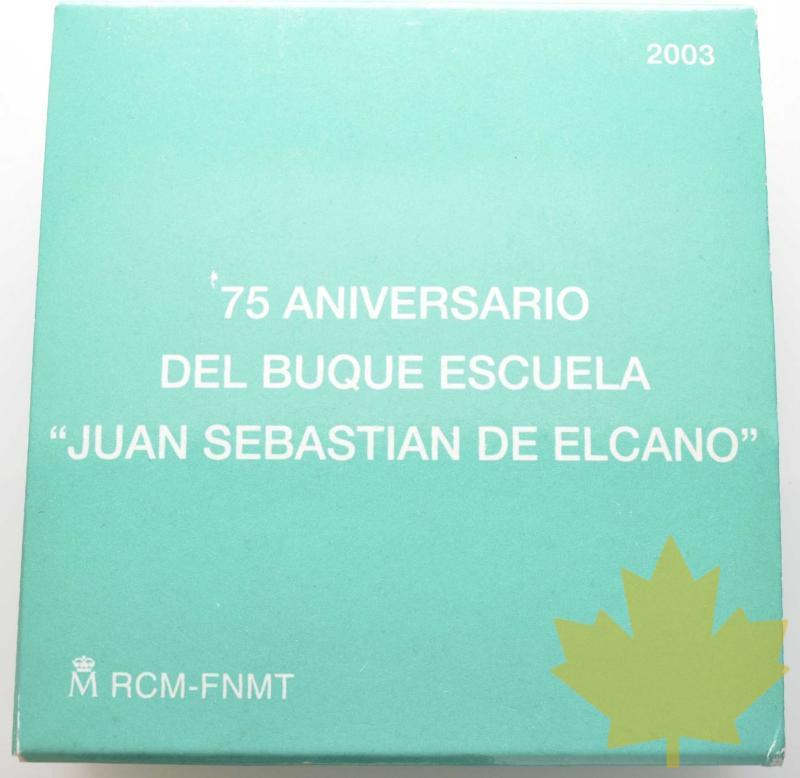 2003
75 ANIVERSARIO
DEL BUQUE ESCUELA
“JUAN SEBASTIAN DE ELCANO”
M RCM-FNMT